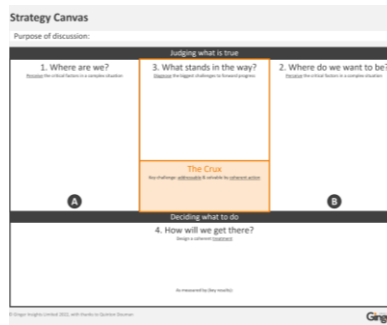 Strategy Canvas
Purpose of discussion:
Judging what is true
1. Where are we?
Perceive the critical factors in a complex situation
3. What stands in the way?
Diagnose the biggest challenges to forward progress
2. Where do we want to be?
Perceive the critical factors in a complex situation
The Crux
Key challenge: addressable & solvable by coherent action
A
B
Deciding what to do
4. How will we get there?
Design a coherent treatment
As measured by (key results):
© Ginger Insights Limited 2022, with thanks to
Ging